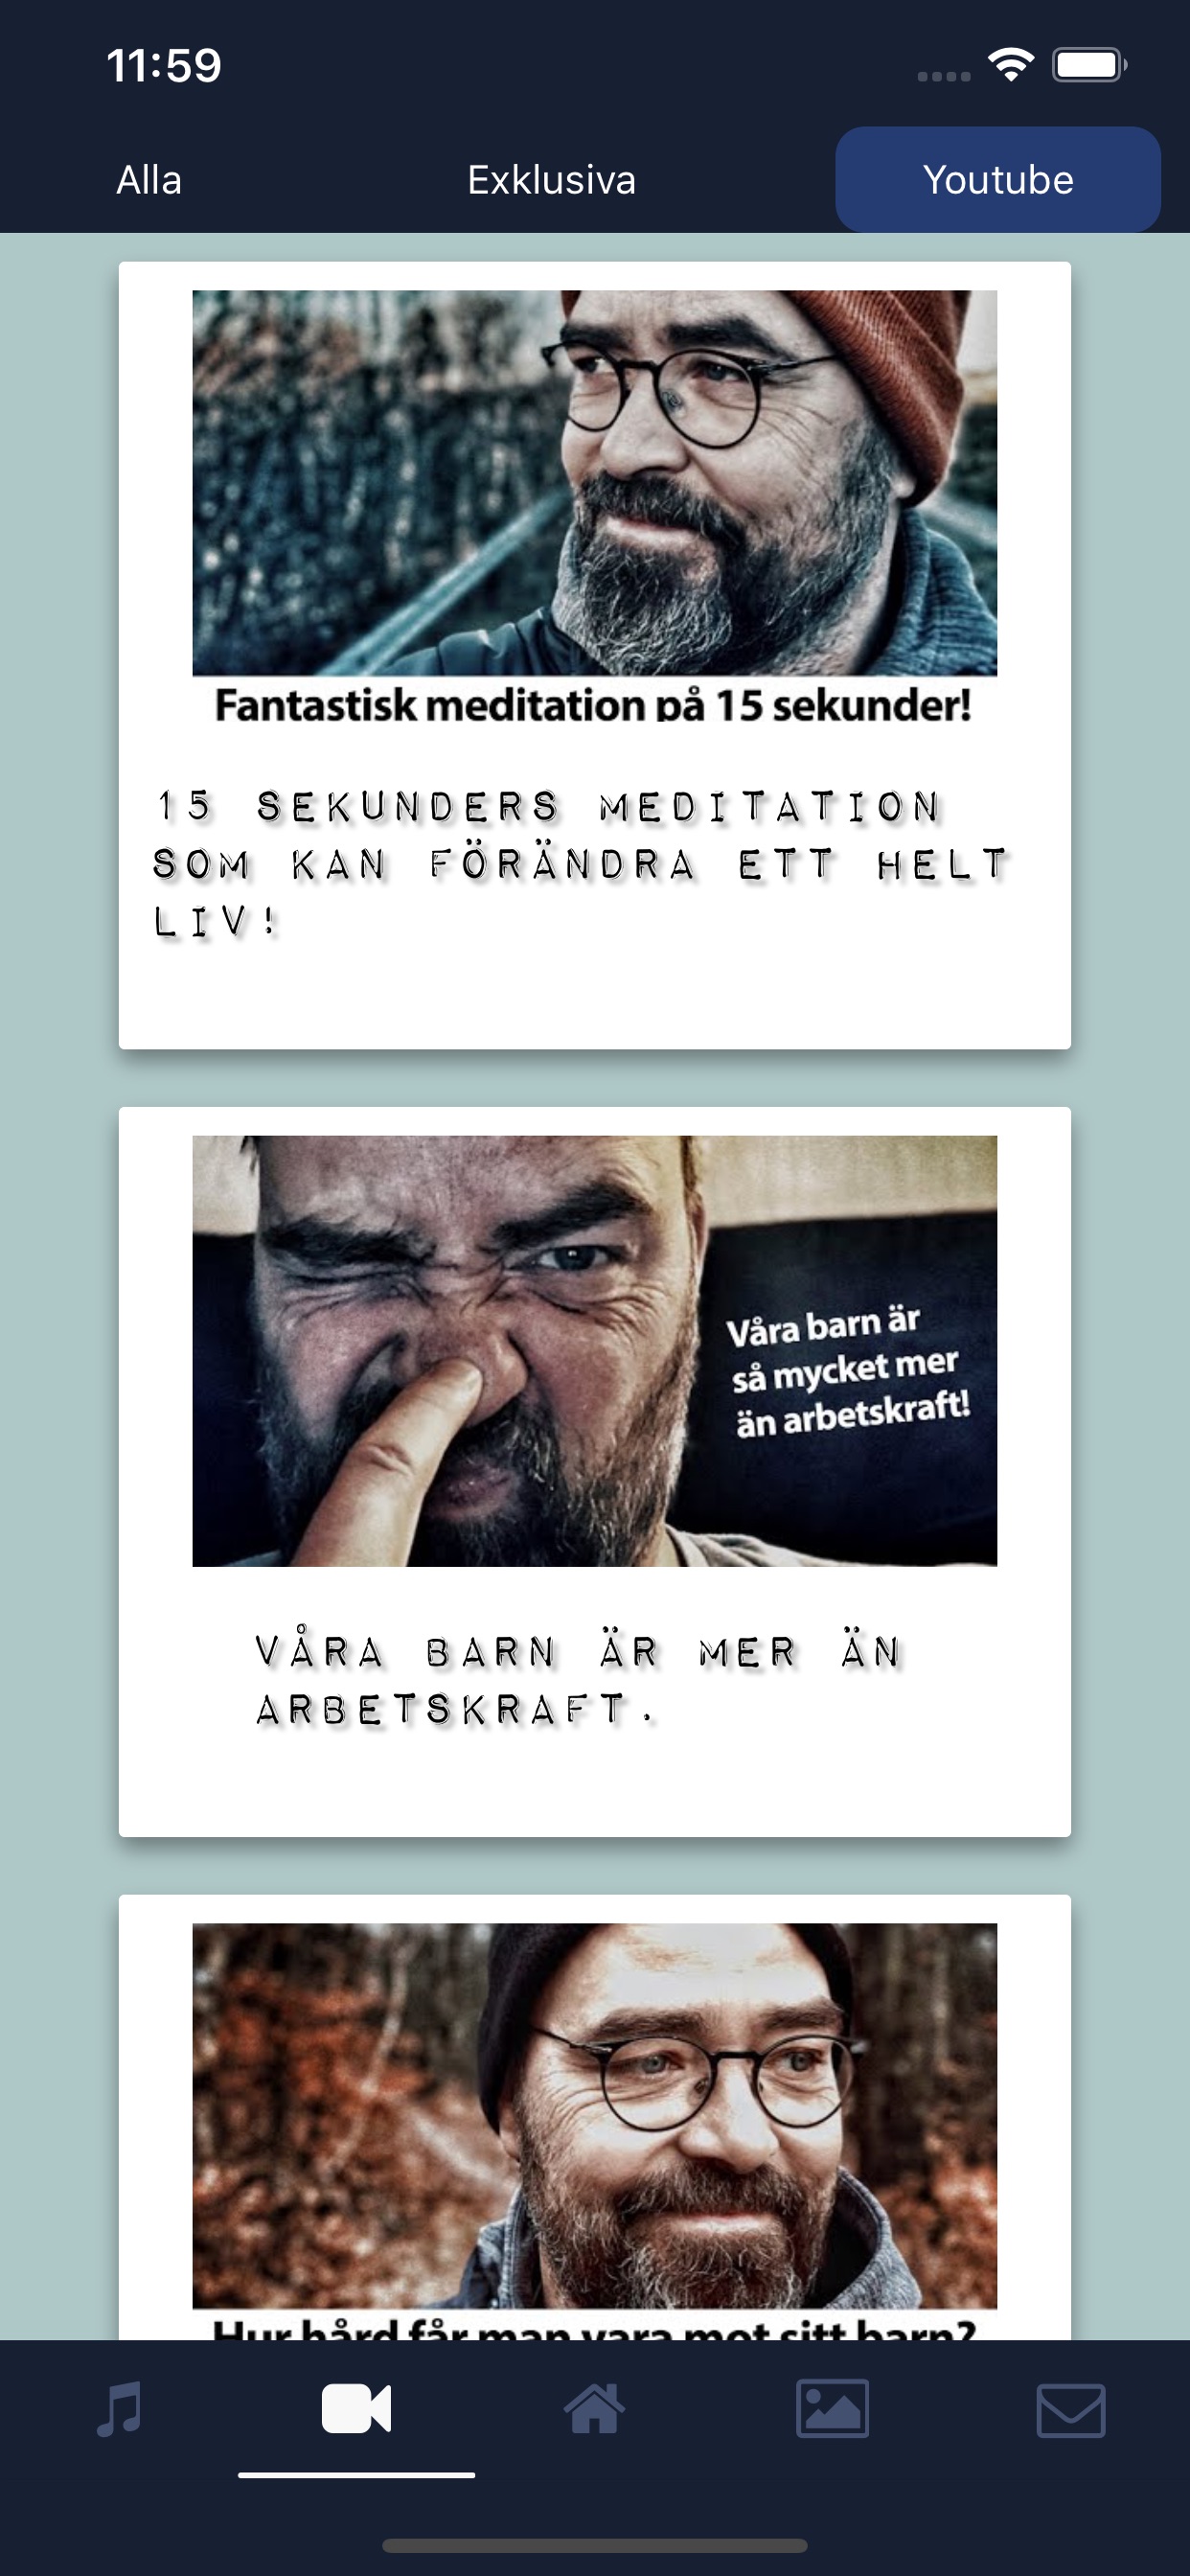 11:59
Alla Exklusiva Youtube
Fantastisk meditation på 15 sekunder!
15 SEKUNDERS MEDITATION
SOM KAN FÖRÄNDRA ETT HELT
LIV!
Våra barn är
så mycket mer
än arbetskraft!
VÅRA BARN ÄR MER ÄN
ARBETSKRAFT.
Hur hård får man vara mot sitt barn?